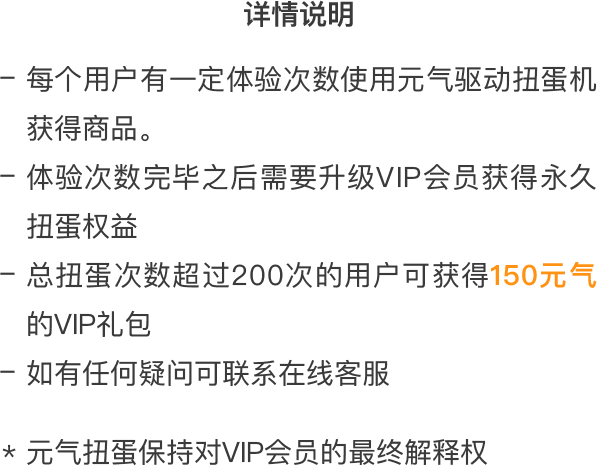 详情说明
- 每个用户有一定体验次数使用元气驱动扭蛋机
获得商品。
- 体验次数完毕之后需要升级VIP会员获得永久
扭蛋权益
- 总扭蛋次数超过200次的用户可获得150元气
的VIP礼包
- 如有任何疑问可联系在线客服
* 元气扭蛋保持对VIP会员的最终解释权